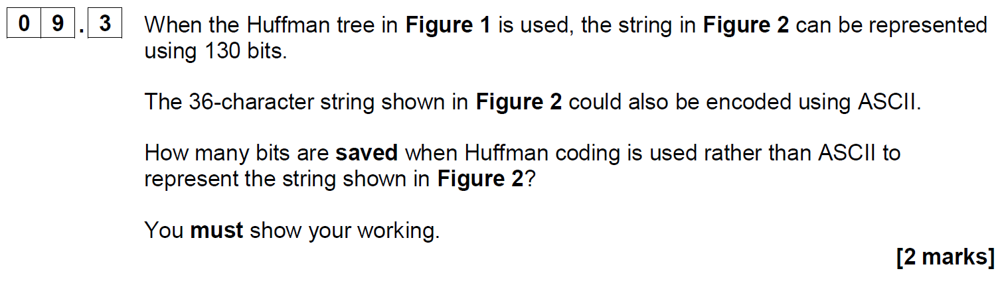 09.3 When the Huffman tree in Figure 1 is used, the string in Figure 2 can be represented
using 130 bits.
The 36-character string shown in Figure 2 could also be encoded using ASCII.
How many bits are saved when Huffman coding is used rather than ASCII to
represent the string shown in Figure 2?
You must show your working.
[2 marks]